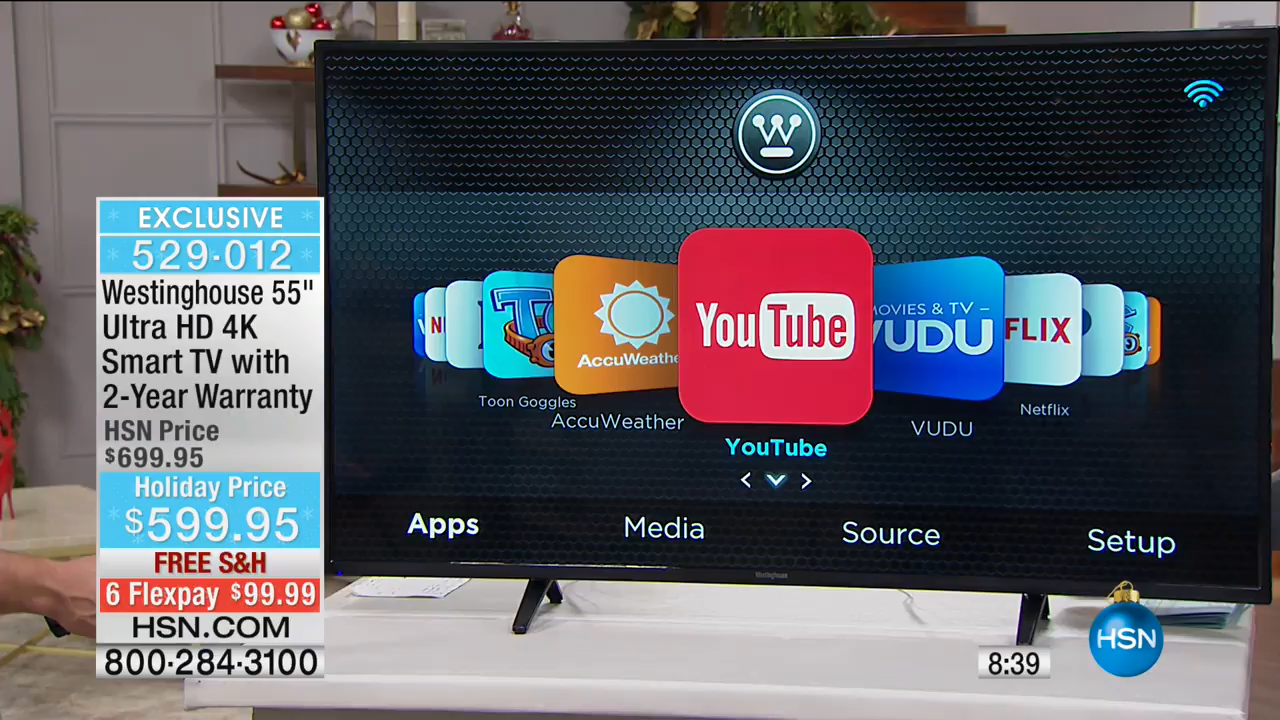 EXCLUSIVE
529-012
Westinghouse 55"
Ultra HD 4K
Smart TV with
2-Year Warranty
HSN Price
$699.95
Holiday Price
$599.95
FREE S&H
6 Flexpay $99.99
HSN.COM
800-284-3100
W
AccuWeathe
YouTube
MOVIES & TV
VUDU
FLIX
Toon Goggles
AccuWeather
YouTube
VUDU
Netflix
< >
Apps
Media
Source
Setup
Westinghouse
8:39
HSN